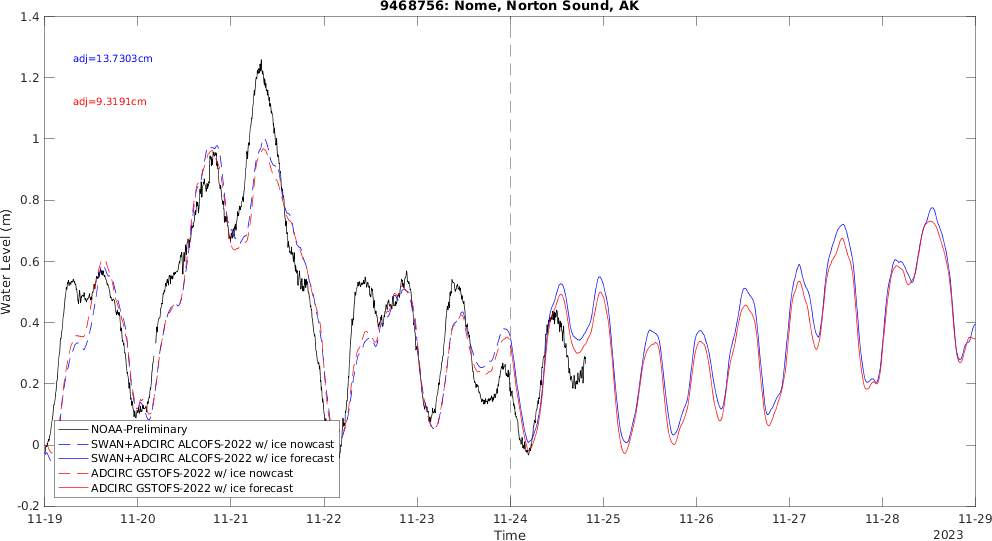 9468756: Nome, Norton Sound, AK
1.4
1.2
1
0.8
0.6
0.4
0.2
0
-0.2
Water Level (m)
adj=13.7303cm
adj=9.3191cm
NOAA-Preliminary
SWAN+ADCIRC ALCOFS-2022 w/ ice nowcast
SWAN+ADCIRC ALCOFS-2022 w/ ice forecast
ADCIRC GSTOFS-2022 w/ ice nowcast
ADCIRC GSTOFS-2022 w/ ice forecast
11-19 11-20 11-21 11-22 11-23 11-24 11-25 11-26 11-27 11-28 11-29
Time
2023